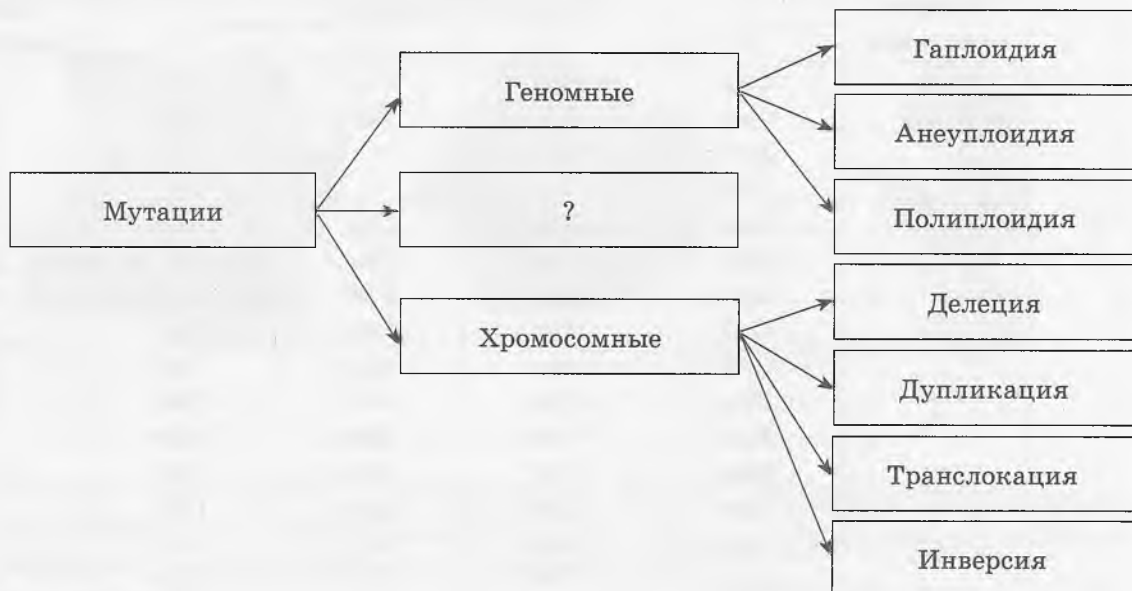 Мутации
Геномные
?
Хромосомные
Гаплоидия
Анеуплоидия
Полиплоидия
Делеция
Дупликация
Транслокация
Инверсия